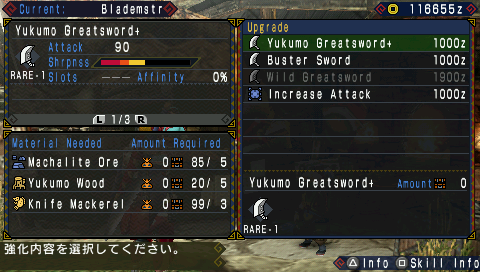 Current: Blademstr
116655z
Yukumo Greatsword+
Attack 90
Shrpnss
RARE-1 Slots ─── Affinity 0%
L 1/3 R
Upgrade
Yukumo Greatsword+ 1000z
Buster Sword 1000z
Wild Greatsword 1900z
Increase Attack 1000z
Material Needed Amount Required
Machalite Ore 0 85/ 5
Yukumo Wood 0 20/ 5
Knife Mackerel 0 99/ 3
Yukumo Greatsword+ Amount 0
RARE-1
強化内容を選択してください。
△ Info □ Skill Info